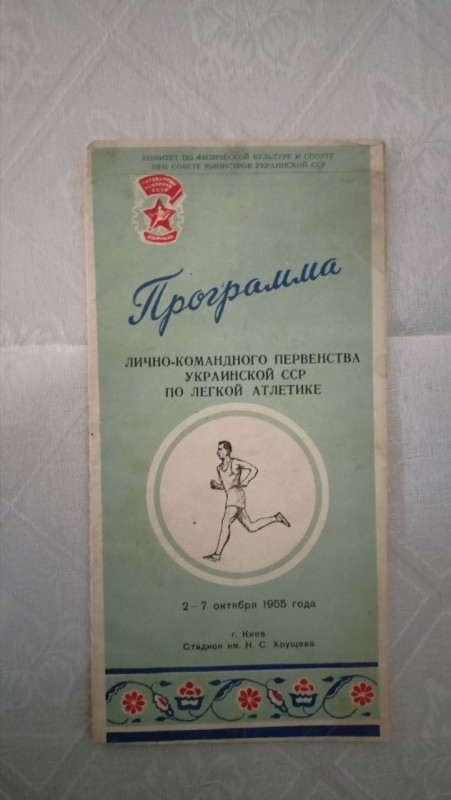 КОМИТЕТ ПО ФИЗИЧЕСКОЙ КУЛЬТУРЕ И СПОРТУ
ПРИ СОВЕТЕ МИНИСТРОВ УКРАИНСКОЙ ССР
СССР
Программа
ЛИЧНО-КОМАНДНОГО ПЕРВЕНСТВА
УКРАИНСКОЙ ССР
ПО ЛЕГКОЙ АТЛЕТИКЕ
2–7 октября 1955 года
г. Киев
Стадион им. Н. С. Хрущева